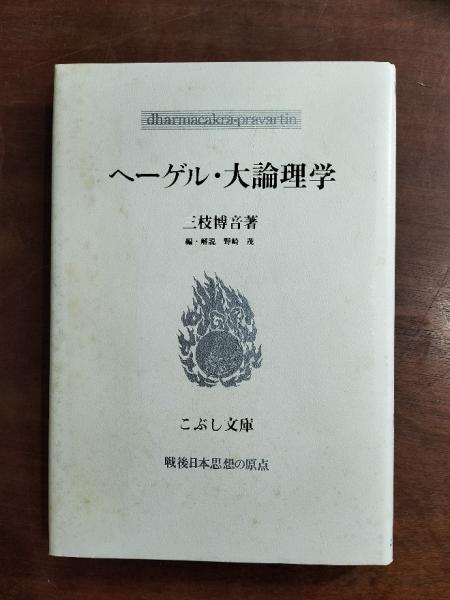 dharmacakra-pravartin
ヘーゲル・大論理学
三枝博音著
編・解説 野崎 茂
こぶし文庫
戦後日本思想の原点